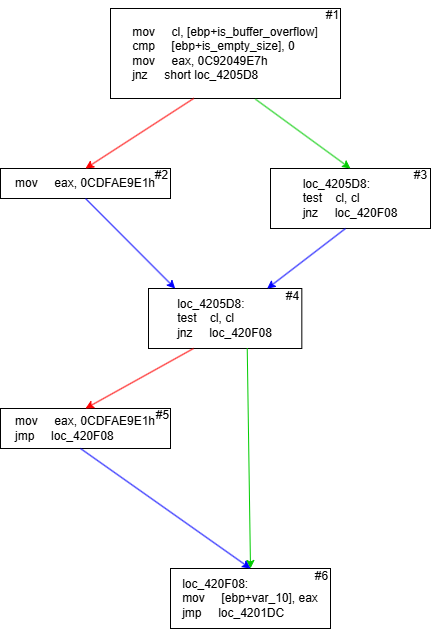 #1
mov cl, [ebp+is_buffer_overflow]
cmp [ebp+is_empty_size], 0
mov eax, 0C92049E7h
jnz short loc_4205D8
#2
mov eax, 0CDFAE9E1h
#3
loc_4205D8:
test cl, cl
jnz loc_420F08
#4
loc_4205D8:
test cl, cl
jnz loc_420F08
#5
mov eax, 0CDFAE9E1h
jmp loc_420F08
#6
loc_420F08:
mov [ebp+var_10], eax
jmp loc_4201DC